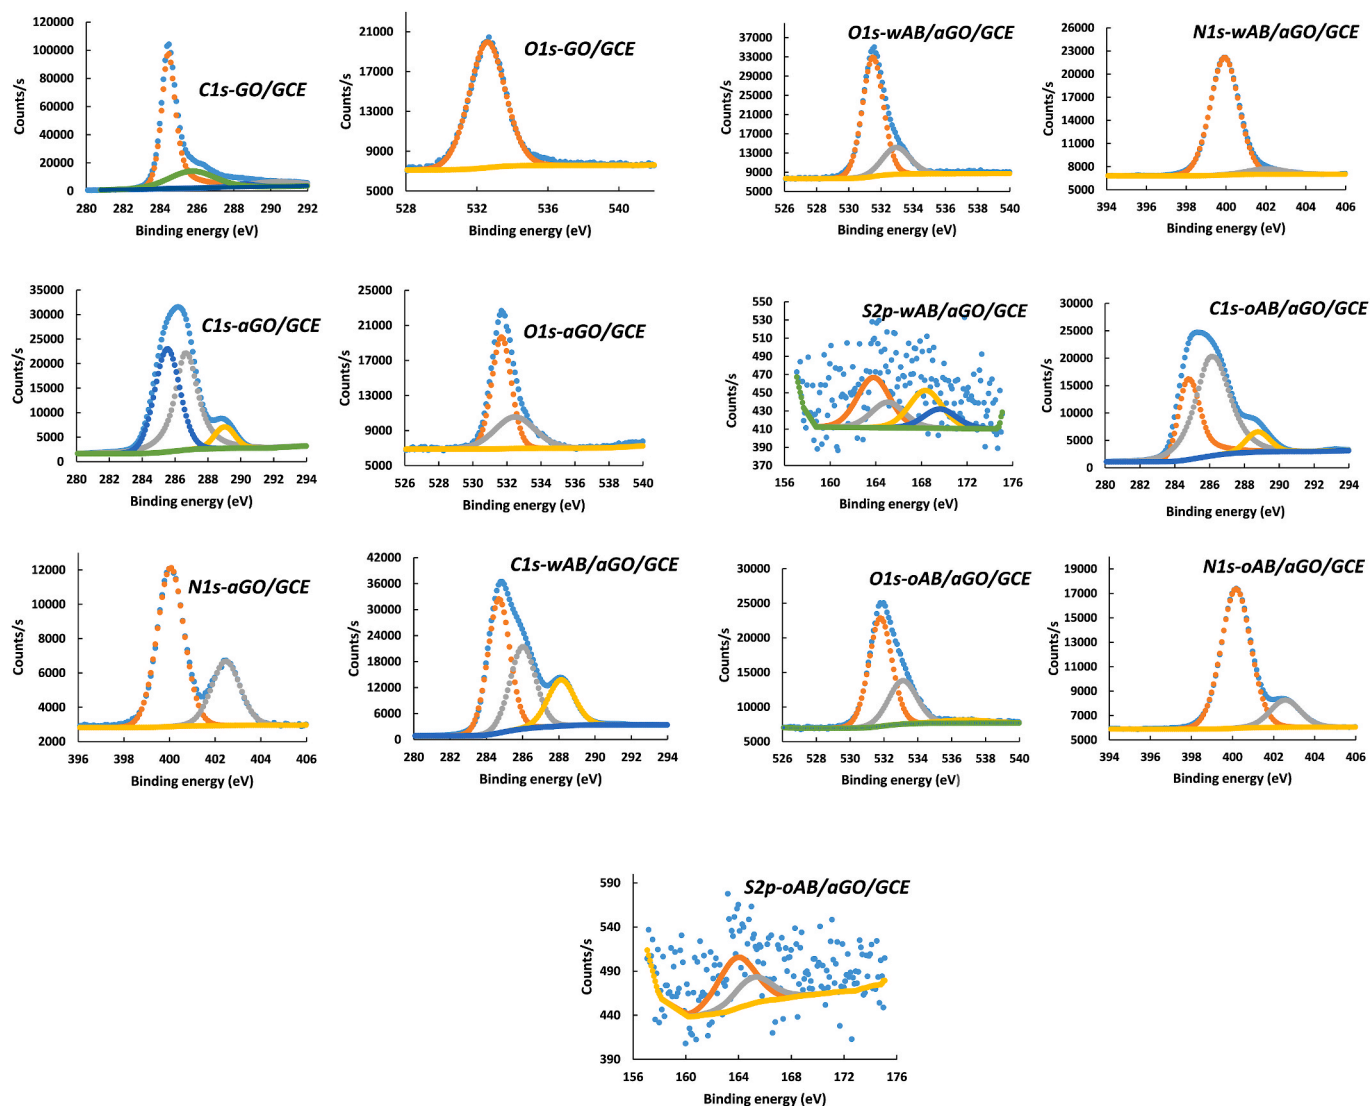 C1s-GO/GCE
Counts/s
120000
100000
80000
60000
40000
20000
0
280 282 284 286 288 290 292
Binding energy (eV)
O1s-GO/GCE
Counts/s
21000
17000
13000
9000
5000
528 532 536 540
Binding energy (eV)
O1s-wAB/aGO/GCE
Counts/s
37000
33000
29000
25000
21000
17000
13000
9000
5000
526 528 530 532 534 536 538 540
Binding energy (eV)
N1s-wAB/aGO/GCE
Counts/s
26000
23000
20000
17000
14000
11000
8000
5000
394 396 398 400 402 404 406
Binding energy (eV)
C1s-aGO/GCE
Counts/s
35000
30000
25000
20000
15000
10000
5000
0
280 282 284 286 288 290 292 294
Binding energy (eV)
O1s-aGO/GCE
Counts/s
25000
21000
17000
13000
9000
5000
526 528 530 532 534 536 538 540
Binding energy (eV)
S2p-wAB/aGO/GCE
Counts/s
550
530
510
490
470
450
430
410
390
370
156 160 164 168 172 176
Binding energy (eV)
C1s-oAB/aGO/GCE
Counts/s
30000
25000
20000
15000
10000
5000
0
280 282 284 286 288 290 292 294
Binding energy (eV)
N1s-aGO/GCE
Counts/s
12000
10000
8000
6000
4000
2000
396 398 400 402 404 406
Binding energy (eV)
C1s-wAB/aGO/GCE
Counts/s
42000
36000
30000
24000
18000
12000
6000
0
280 282 284 286 288 290 292 294
Binding energy (eV)
O1s-oAB/aGO/GCE
Counts/s
30000
25000
20000
15000
10000
5000
526 528 530 532 534 536 538 540
Binding energy (eV)
N1s-oAB/aGO/GCE
Counts/s
19000
17000
15000
13000
11000
9000
7000
5000
394 396 398 400 402 404 406
Binding energy (eV)
S2p-oAB/aGO/GCE
Counts/s
590
540
490
440
390
156 160 164 168 172 176
Binding energy (eV)